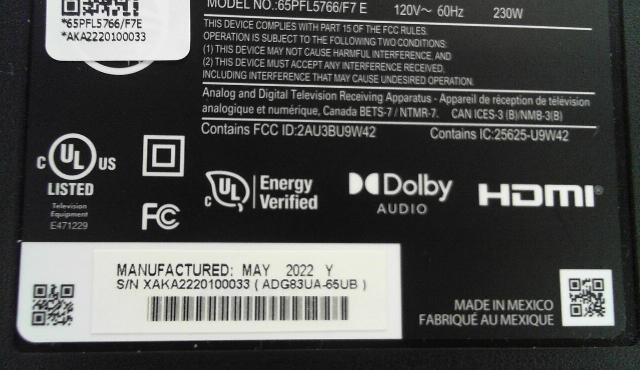 *65PFL5766/F7E
*AKA2220100033
MODEL NO.:65PFL5766/F7 E 120V~ 60Hz 230W
THIS DEVICE COMPLIES WITH PART 15 OF THE FCC RULES.
OPERATION IS SUBJECT TO THE FOLLOWING TWO CONDITIONS:
(1) THIS DEVICE MAY NOT CAUSE HARMFUL INTERFERENCE, AND
(2) THIS DEVICE MUST ACCEPT ANY INTERFERENCE RECEIVED,
INCLUDING INTERFERENCE THAT MAY CAUSE UNDESIRED OPERATION.
Analog and Digital Television Receiving Apparatus - Appareil de réception de télévision
analogique et numérique, Canada BETS-7 / NTMR-7. CAN ICES-3 (B)/NMB-3(B)
Contains FCC ID:2AU3BU9W42 Contains IC:25625-U9W42
C UL US
LISTED
Television
Equipment
E471229
FC
C UL Energy
Verified
Dolby
AUDIO
HDMI®
MANUFACTURED: MAY 2022 Y
S/N XAKA2220100033 ( ADG83UA-65UB )
MADE IN MEXICO
FABRIQUÉ AU MEXIQUE